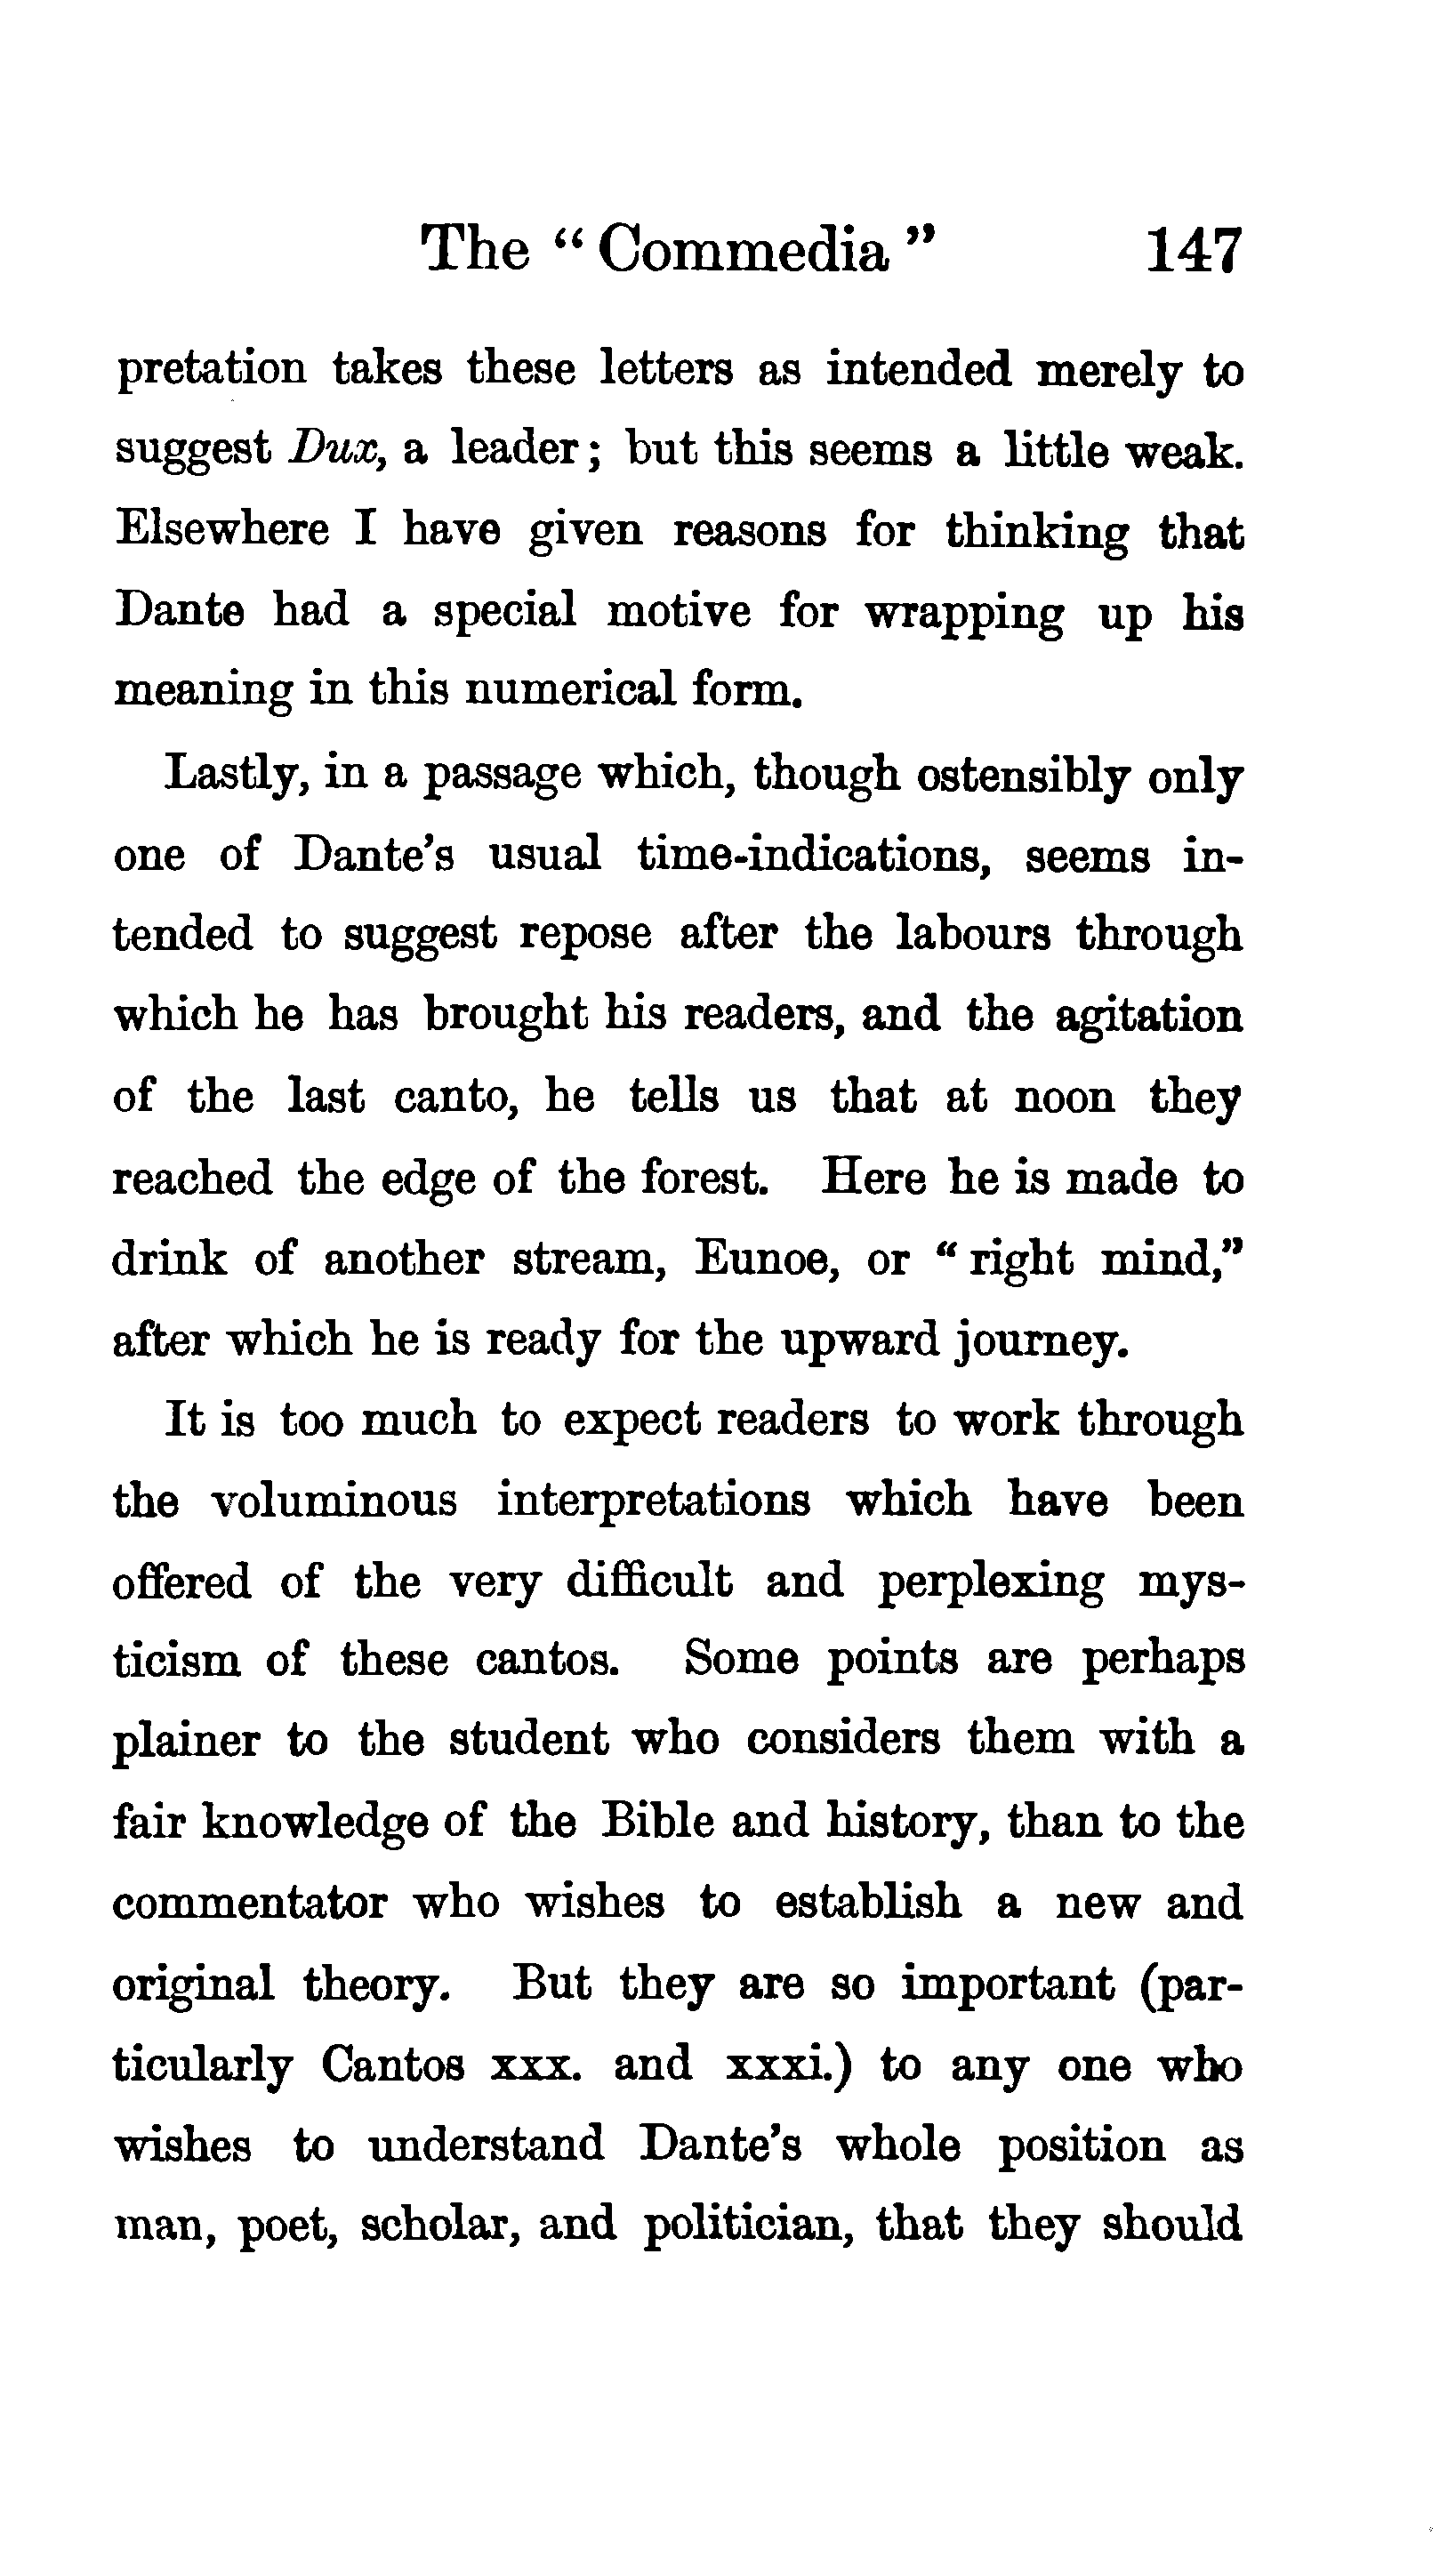 The “ Commedia ” 147
pretation takes these letters as intended merely to
suggest Dux, a leader ; but this seems a little weak.
Elsewhere I have given reasons for thinking that
Dante had a special motive for wrapping up his
meaning in this numerical form.
Lastly, in a passage which, though ostensibly only
one of Dante’s usual time-indications, seems in-
tended to suggest repose after the labours through
which he has brought his readers, and the agitation
of the last canto, he tells us that at noon they
reached the edge of the forest. Here he is made to
drink of another stream, Eunoe, or “ right mind,”
after which he is ready for the upward journey.
It is too much to expect readers to work through
the voluminous interpretations which have been
offered of the very difficult and perplexing mys-
ticism of these cantos. Some points are perhaps
plainer to the student who considers them with a
fair knowledge of the Bible and history, than to the
commentator who wishes to establish a new and
original theory. But they are so important (par-
ticularly Cantos xxx. and xxxi.) to any one who
wishes to understand Dante’s whole position as
man, poet, scholar, and politician, that they should